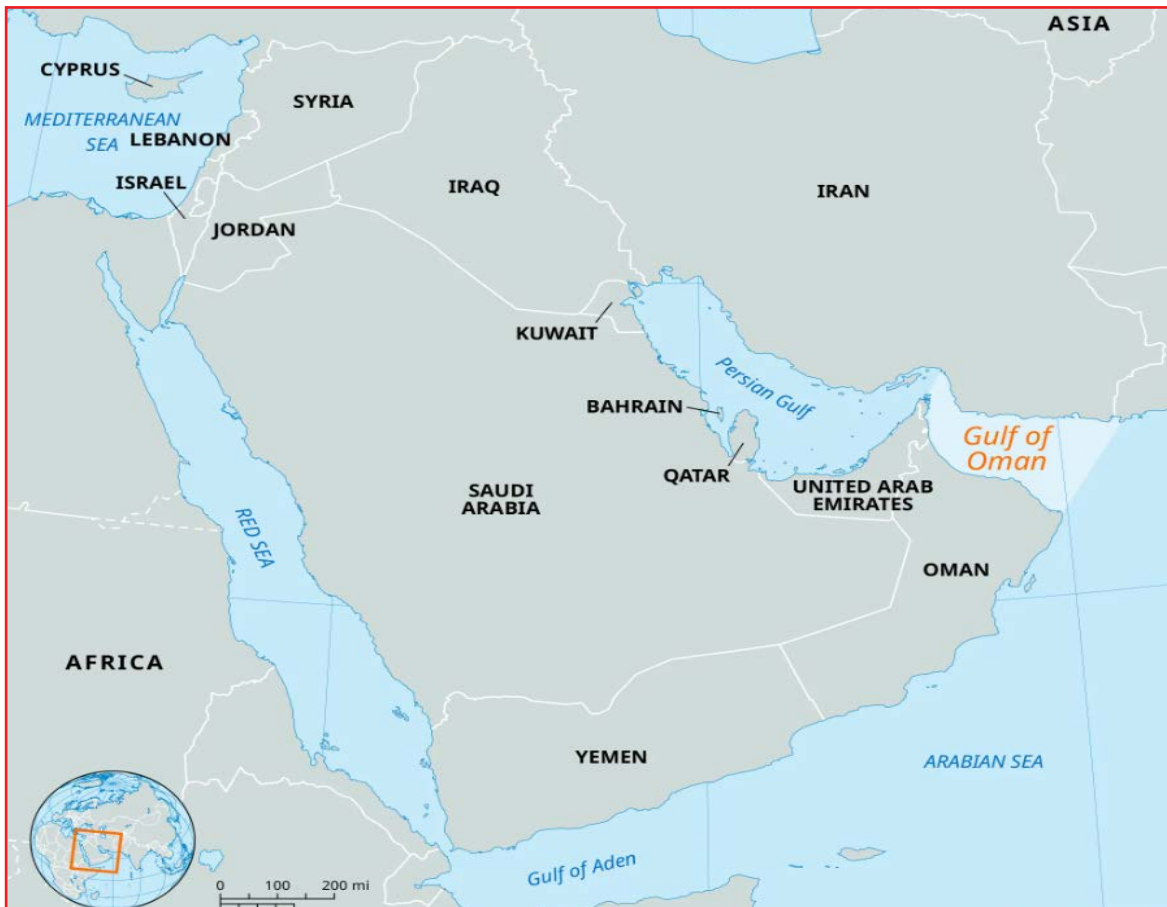 ASIA
CYPRUS
SYRIA
MEDITERRANEAN
SEA
LEBANON
ISRAEL
IRAQ
IRAN
JORDAN
KUWAIT
Persian Gulf
BAHRAIN
Gulf of
Oman
QATAR
SAUDI
ARABIA
UNITED ARAB
EMIRATES
RED SEA
OMAN
AFRICA
YEMEN
ARABIAN SEA
Gulf of Aden
0 100 200 mi